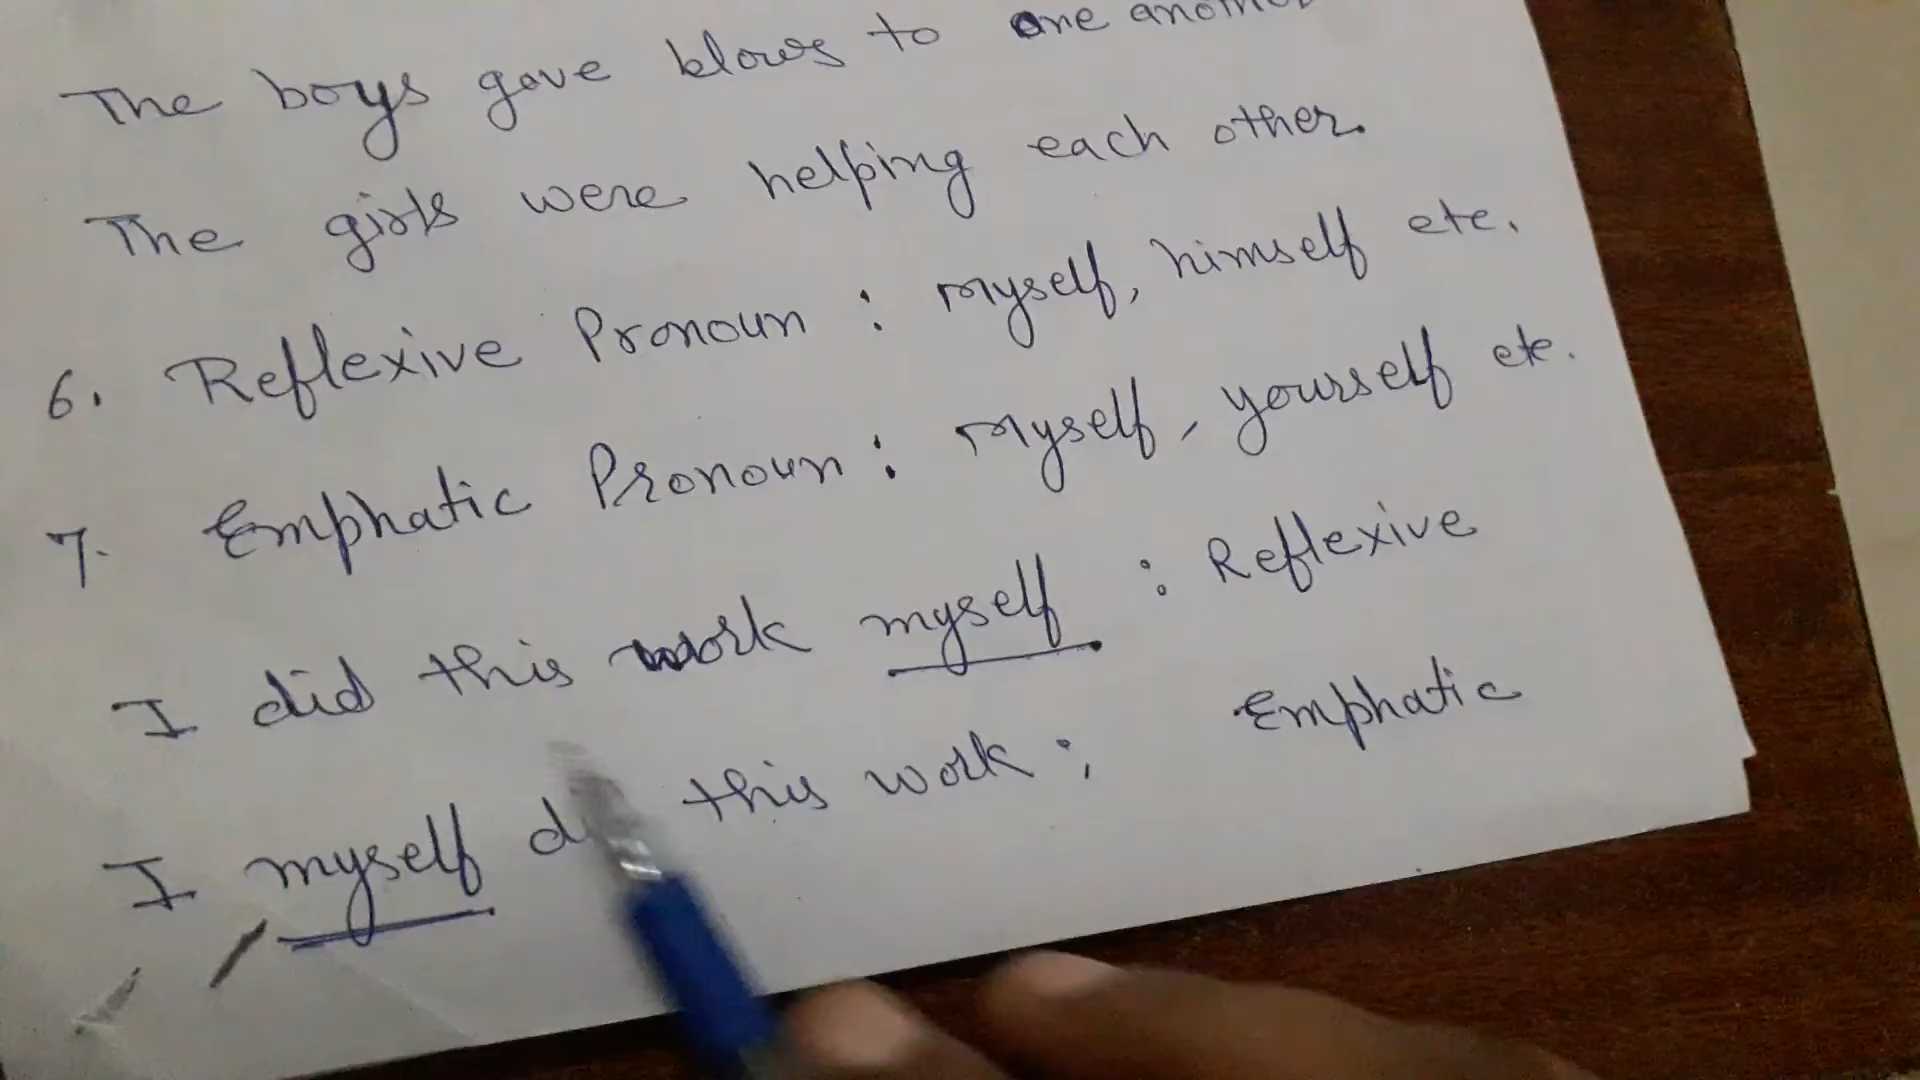 The boys gave blows to one another
The girls were helping each other.
6. Reflexive Pronoun : myself, himself etc.
7. Emphatic Pronoun : myself, yourself etc.
I did this work myself : Reflexive
I myself this work ; Emphatic